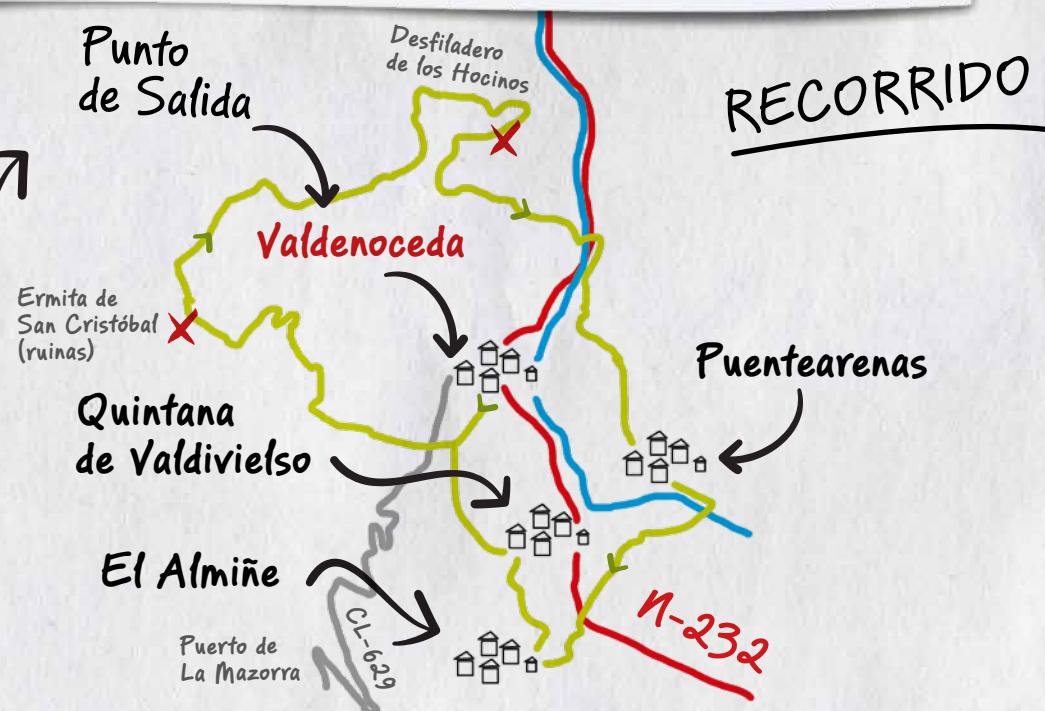 Punto
de Salida
Desfiladero
de los Hocinos
RECORRIDO
Valdenoceda
Ermita de
San Cristóbal
(ruinas)
Puentearenas
Quintana
de Valdivielso
El Almiñe
Puerto de
La Mazorra
CL-629
N-232